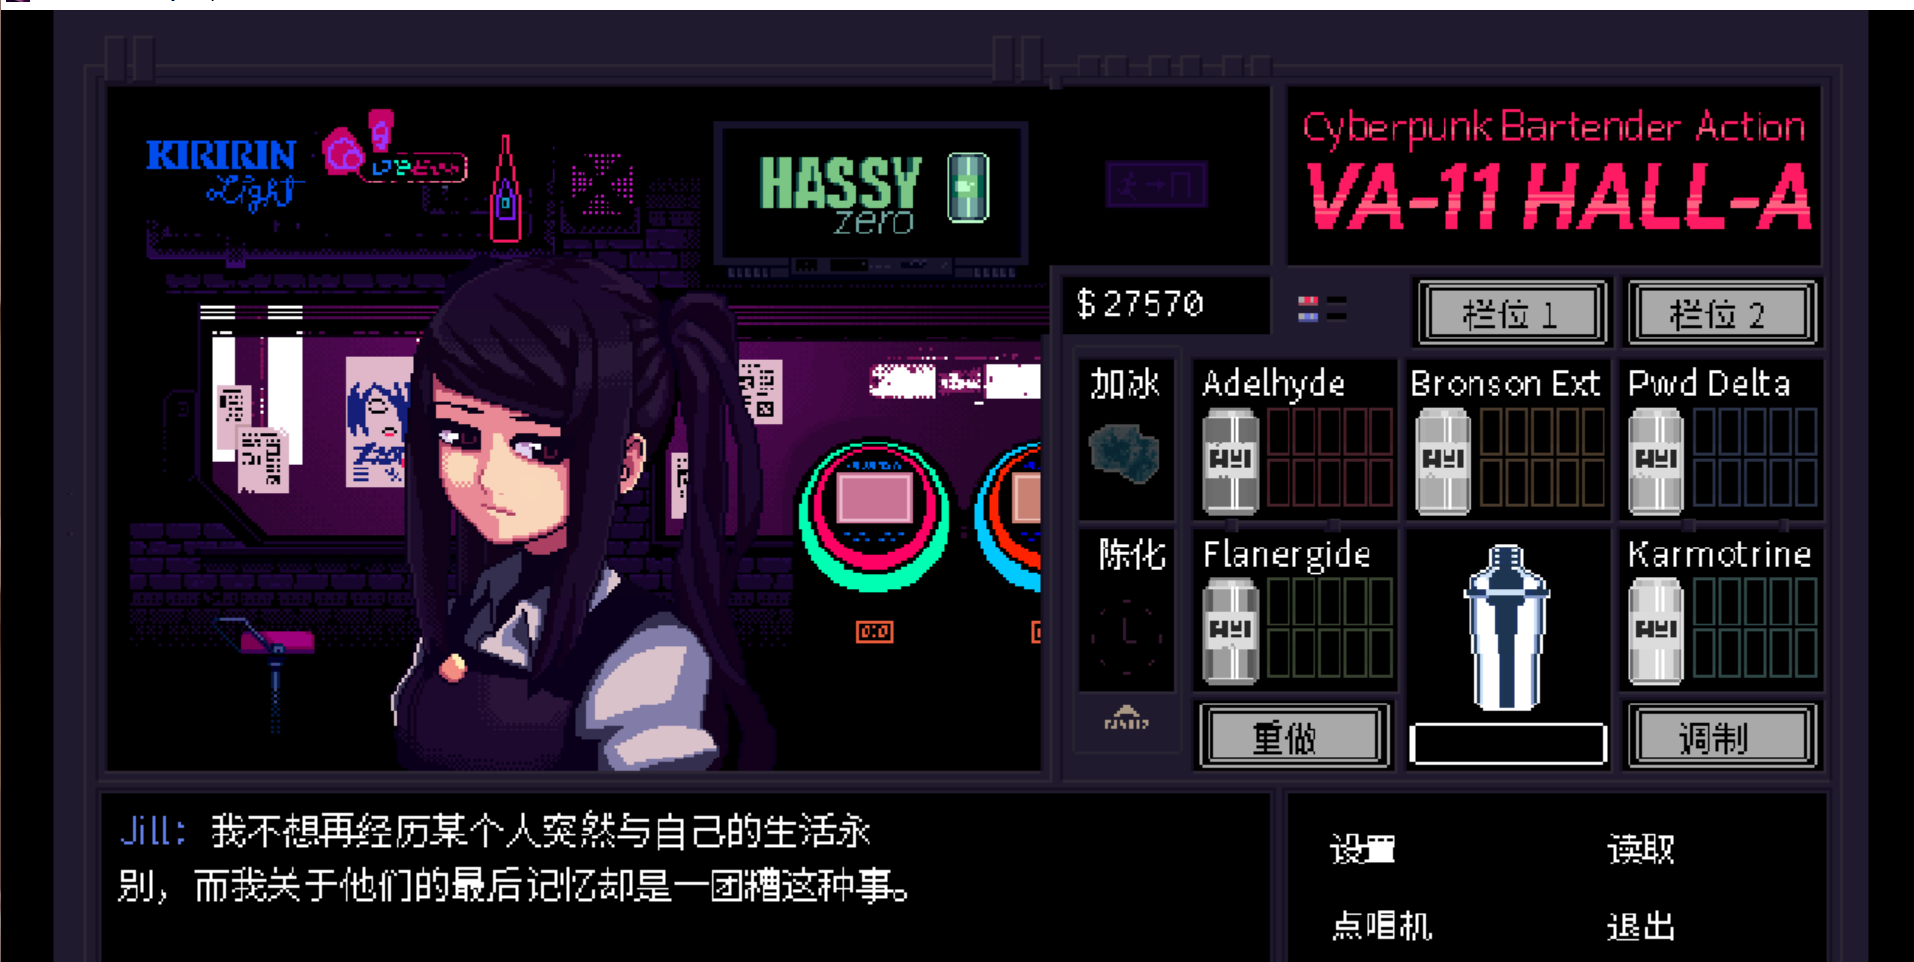 KIRIRIN
Light
HASSY
zero
Cyberpunk Bartender Action
VA-11 HALL-A
$27570
栏位 1
栏位 2
加冰
Adelhyde
Bronson Ext
Pwd Delta
陈化
Flanergide
Karmotrine
重做
调制
Jill: 我不想再经历某个人突然与自己的生活永
别，而我关于他们的最后记忆却是一团糟这种事。
设置
读取
点唱机
退出